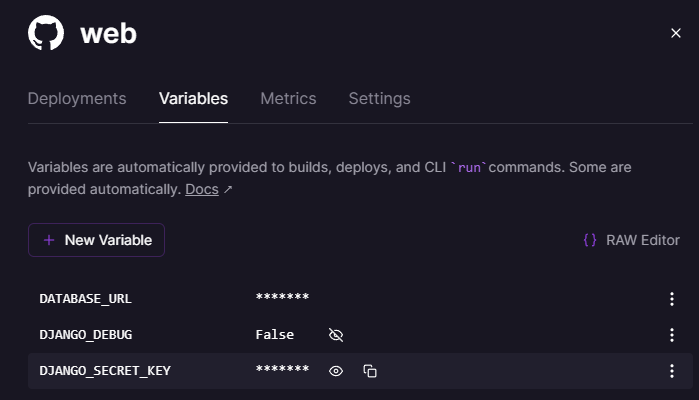 web
Deployments Variables Metrics Settings
Variables are automatically provided to builds, deploys, and CLI `run` commands. Some are
provided automatically. Docs ↗
+ New Variable {} RAW Editor
DATABASE_URL *******
DJANGO_DEBUG False
DJANGO_SECRET_KEY *******